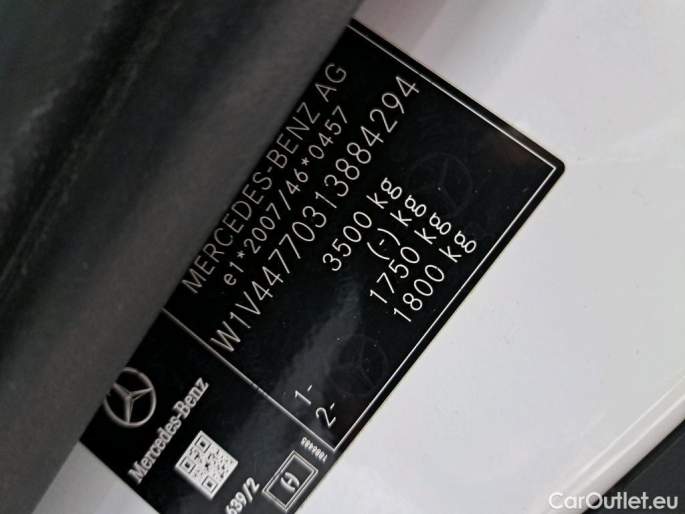 MERCEDES-BENZ AG
e1*2007/46*0457
W1V44770313884294
3500 kg
(-) kg
1- 1750 kg
2- 1800 kg
Mercedes-Benz
639/2
(-)
CarOutlet.eu